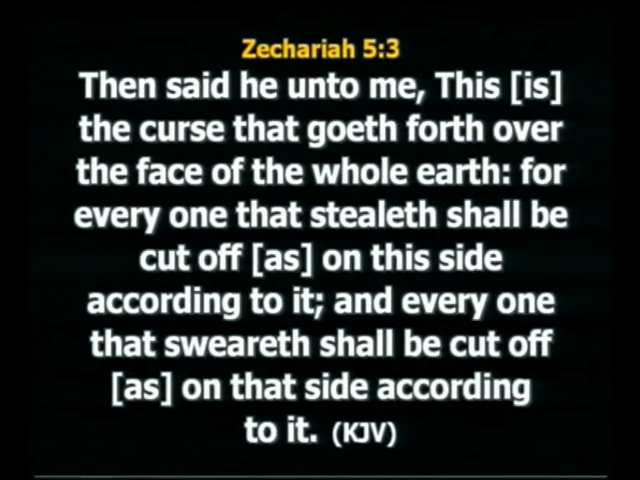 Zechariah 5:3
Then said he unto me, This [is]
the curse that goeth forth over
the face of the whole earth: for
every one that stealeth shall be
cut off [as] on this side
according to it; and every one
that sweareth shall be cut off
[as] on that side according
to it. (KJV)